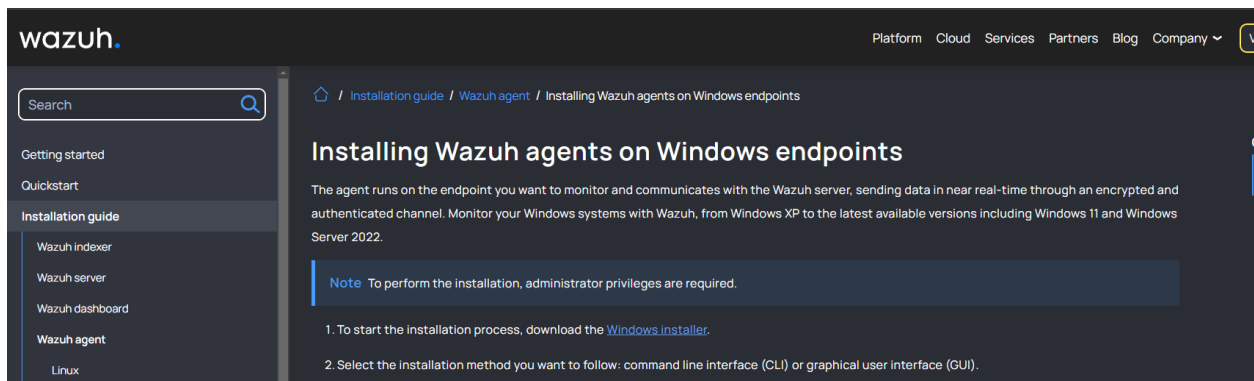 wazuh.
Platform Cloud Services Partners Blog Company
Search
Getting started
Quickstart
Installation guide
Wazuh indexer
Wazuh server
Wazuh dashboard
Wazuh agent
Linux
/ Installation guide / Wazuh agent / Installing Wazuh agents on Windows endpoints
Installing Wazuh agents on Windows endpoints
The agent runs on the endpoint you want to monitor and communicates with the Wazuh server, sending data in near real-time through an encrypted and
authenticated channel. Monitor your Windows systems with Wazuh, from Windows XP to the latest available versions including Windows 11 and Windows
Server 2022.
Note To perform the installation, administrator privileges are required.
1. To start the installation process, download the Windows installer.
2. Select the installation method you want to follow: command line interface (CLI) or graphical user interface (GUI).